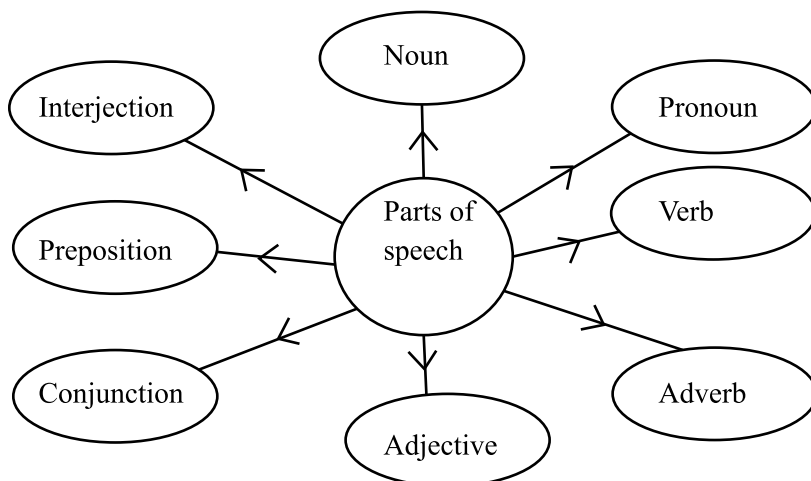 Noun
Interjection
Pronoun
Parts of
speech
Verb
Preposition
Conjunction
Adverb
Adjective